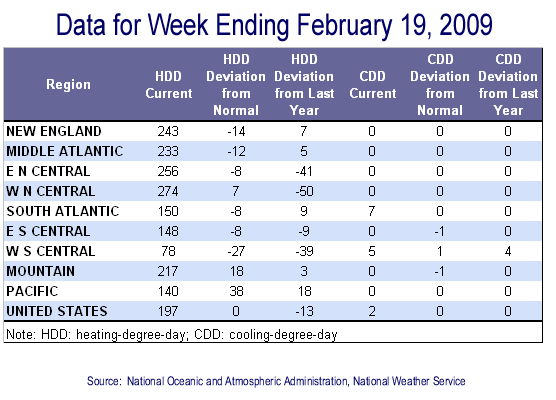 Data for Week Ending February 19, 2009
Region HDD Current HDD Deviation from Normal HDD Deviation from Last Year CDD Current CDD Deviation from Normal CDD Deviation from Last Year
NEW ENGLAND 243 -14 7 0 0 0
MIDDLE ATLANTIC 233 -12 5 0 0 0
E N CENTRAL 256 -8 -41 0 0 0
W N CENTRAL 274 7 -50 0 0 0
SOUTH ATLANTIC 150 -8 9 7 0 0
E S CENTRAL 148 -8 -9 0 -1 0
W S CENTRAL 78 -27 -39 5 1 4
MOUNTAIN 217 18 3 0 -1 0
PACIFIC 140 38 18 0 0 0
UNITED STATES 197 0 -13 2 0 0
Note: HDD: heating-degree-day; CDD: cooling-degree-day
Source: National Oceanic and Atmospheric Administration, National Weather Service